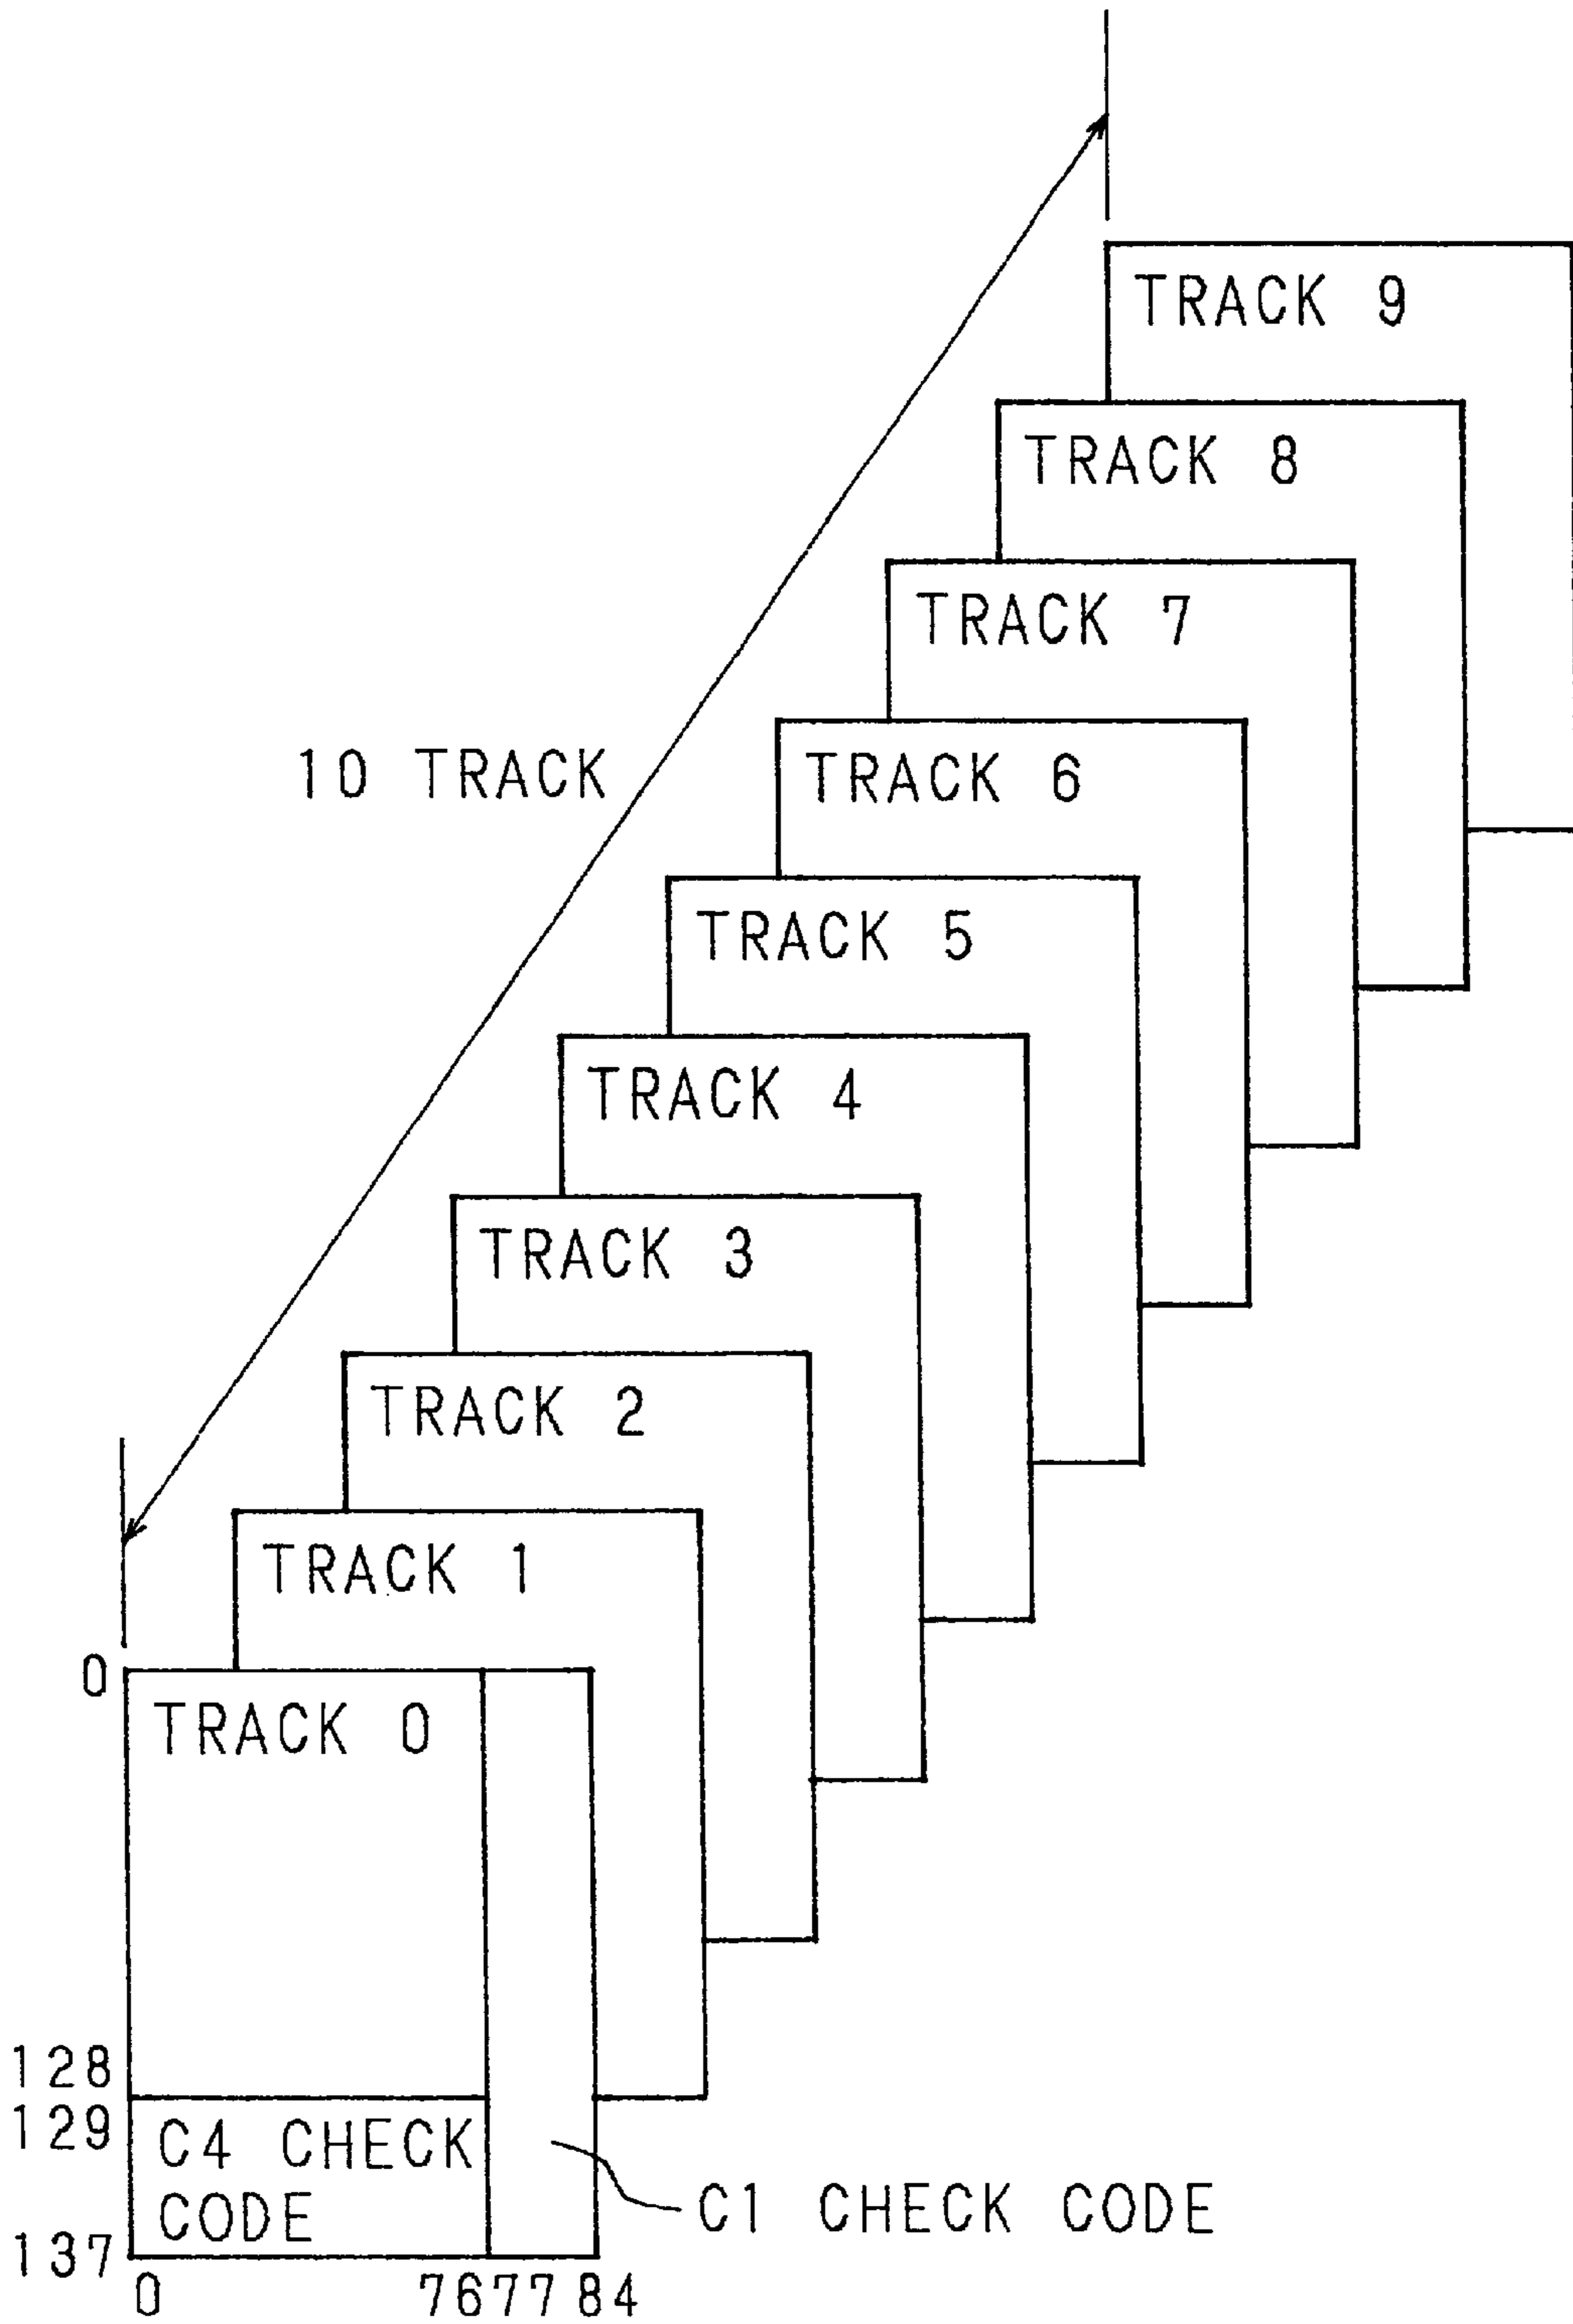 TRACK 9
TRACK 8
TRACK 7
10 TRACK
TRACK 6
TRACK 5
TRACK 4
TRACK 3
TRACK 2
TRACK 1
0
TRACK 0
128
129
C4 CHECK
CODE
C1 CHECK CODE
137
0 76 77 84